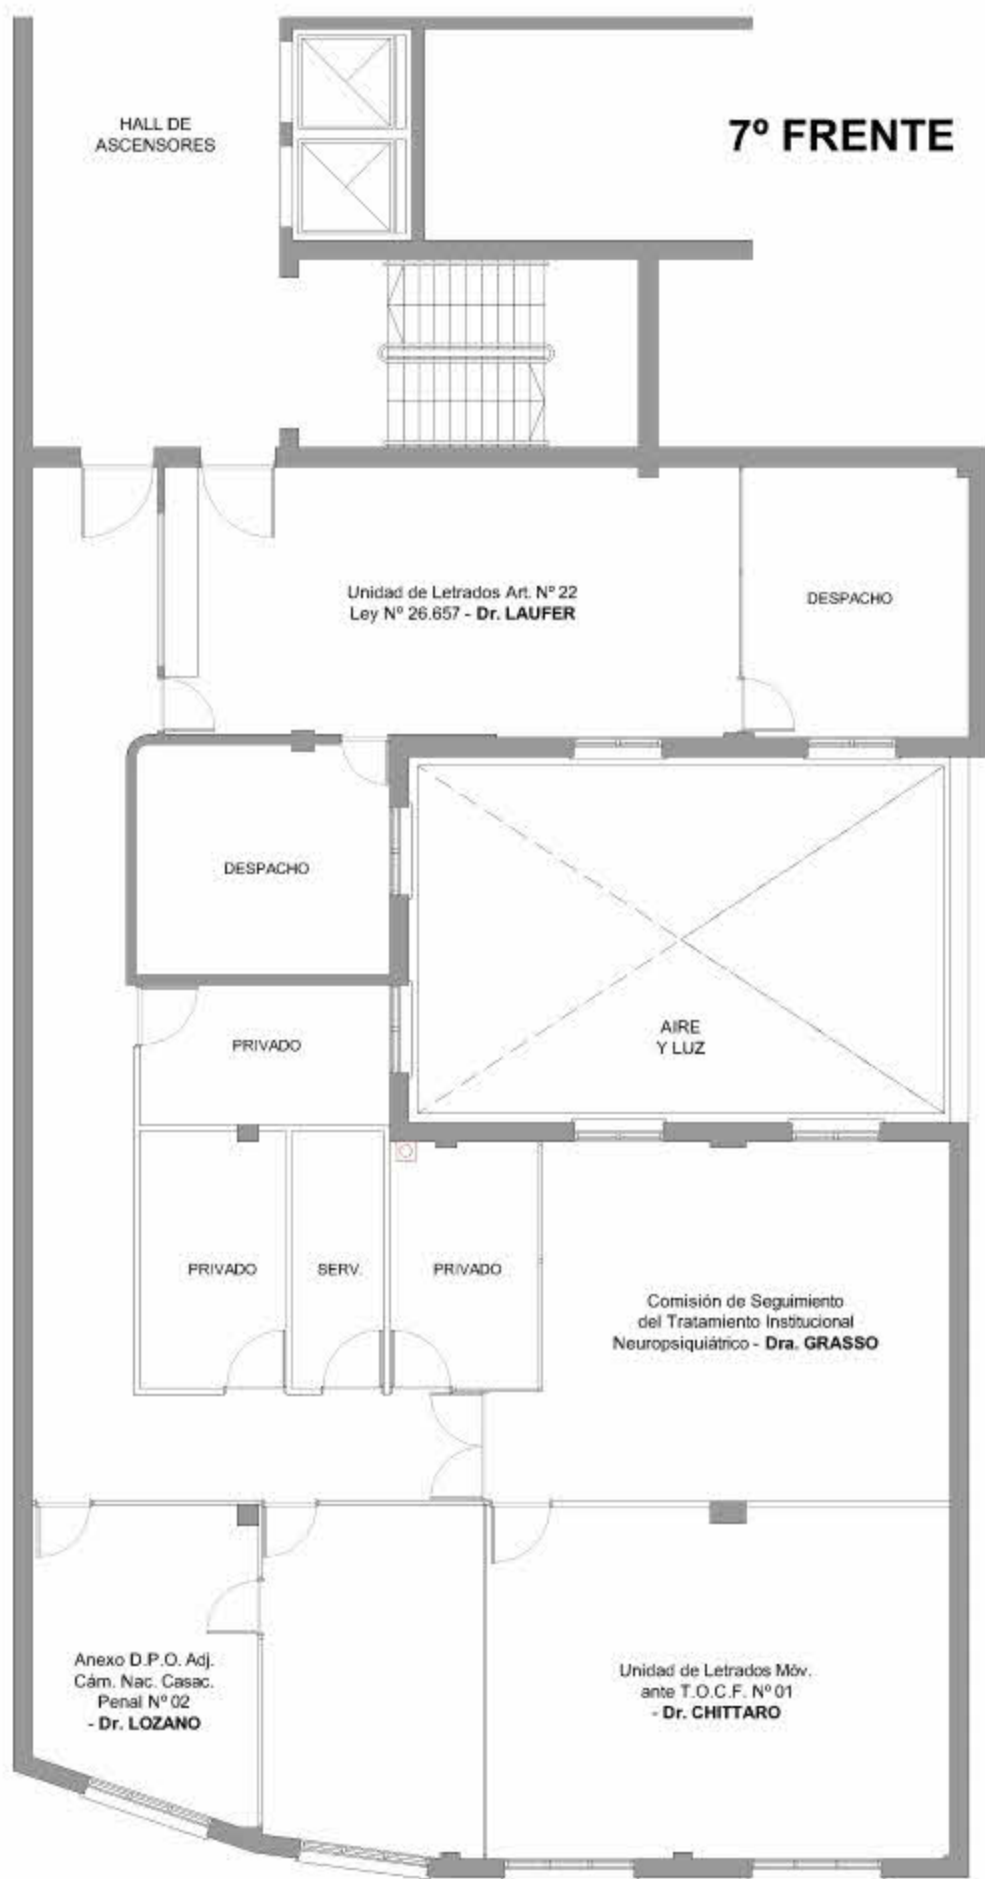 HALL DE
ASCENSORES
7º FRENTE
Unidad de Letrados Art. Nº 22
Ley Nº 26.657 - Dr. LAUFER
DESPACHO
DESPACHO
PRIVADO
AIRE
Y LUZ
PRIVADO
SERV.
PRIVADO
Comisión de Seguimiento
del Tratamiento Institucional
Neuropsiquiátrico - Dra. GRASSO
Anexo D.P.O. Adj.
Cám. Nac. Casac.
Penal Nº 02
- Dr. LOZANO
Unidad de Letrados Móv.
ante T.O.C.F. Nº 01
- Dr. CHITTARO